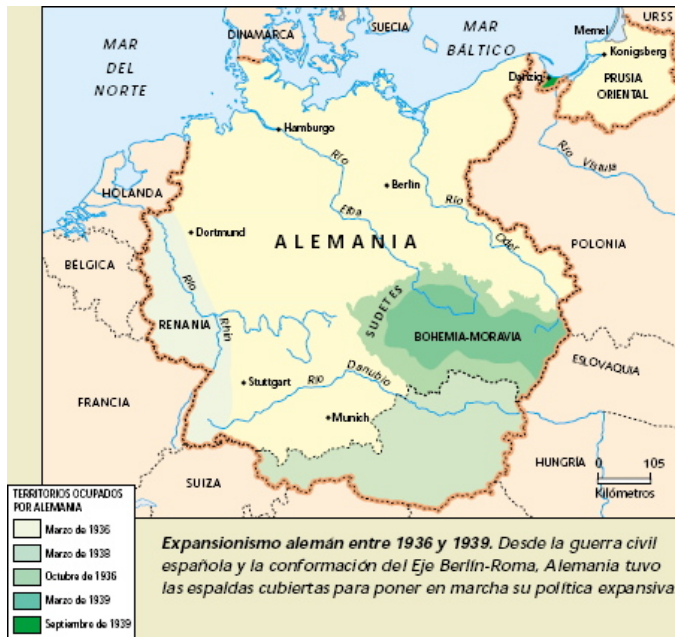 MAR
DEL
NORTE
DINAMARCA
SUECIA
MAR
BÁLTICO
Memel
URSS
Konigsberg
Danzig
PRUSIA
ORIENTAL
Hamburgo
Río
Elba
Berlín
Río
Oder
Río
Vistula
HOLANDA
Dortmund
ALEMANIA
POLONIA
BÉLGICA
Río
Rhin
RENANIA
SUDETES
BOHEMIA-MORAVIA
ESLOVAQUIA
Stuttgart
Río
Danubio
FRANCIA
Munich
SUIZA
HUNGRÍA
0 105
Kilómetros
TERRITORIOS OCUPADOS
POR ALEMANIA
Marzo de 1936
Marzo de 1938
Octubre de 1936
Marzo de 1939
Septiembre de 1939
Expansionismo alemán entre 1936 y 1939. Desde la guerra civil
española y la conformación del Eje Berlín-Roma, Alemania tuvo
las espaldas cubiertas para poner en marcha su política expansiva